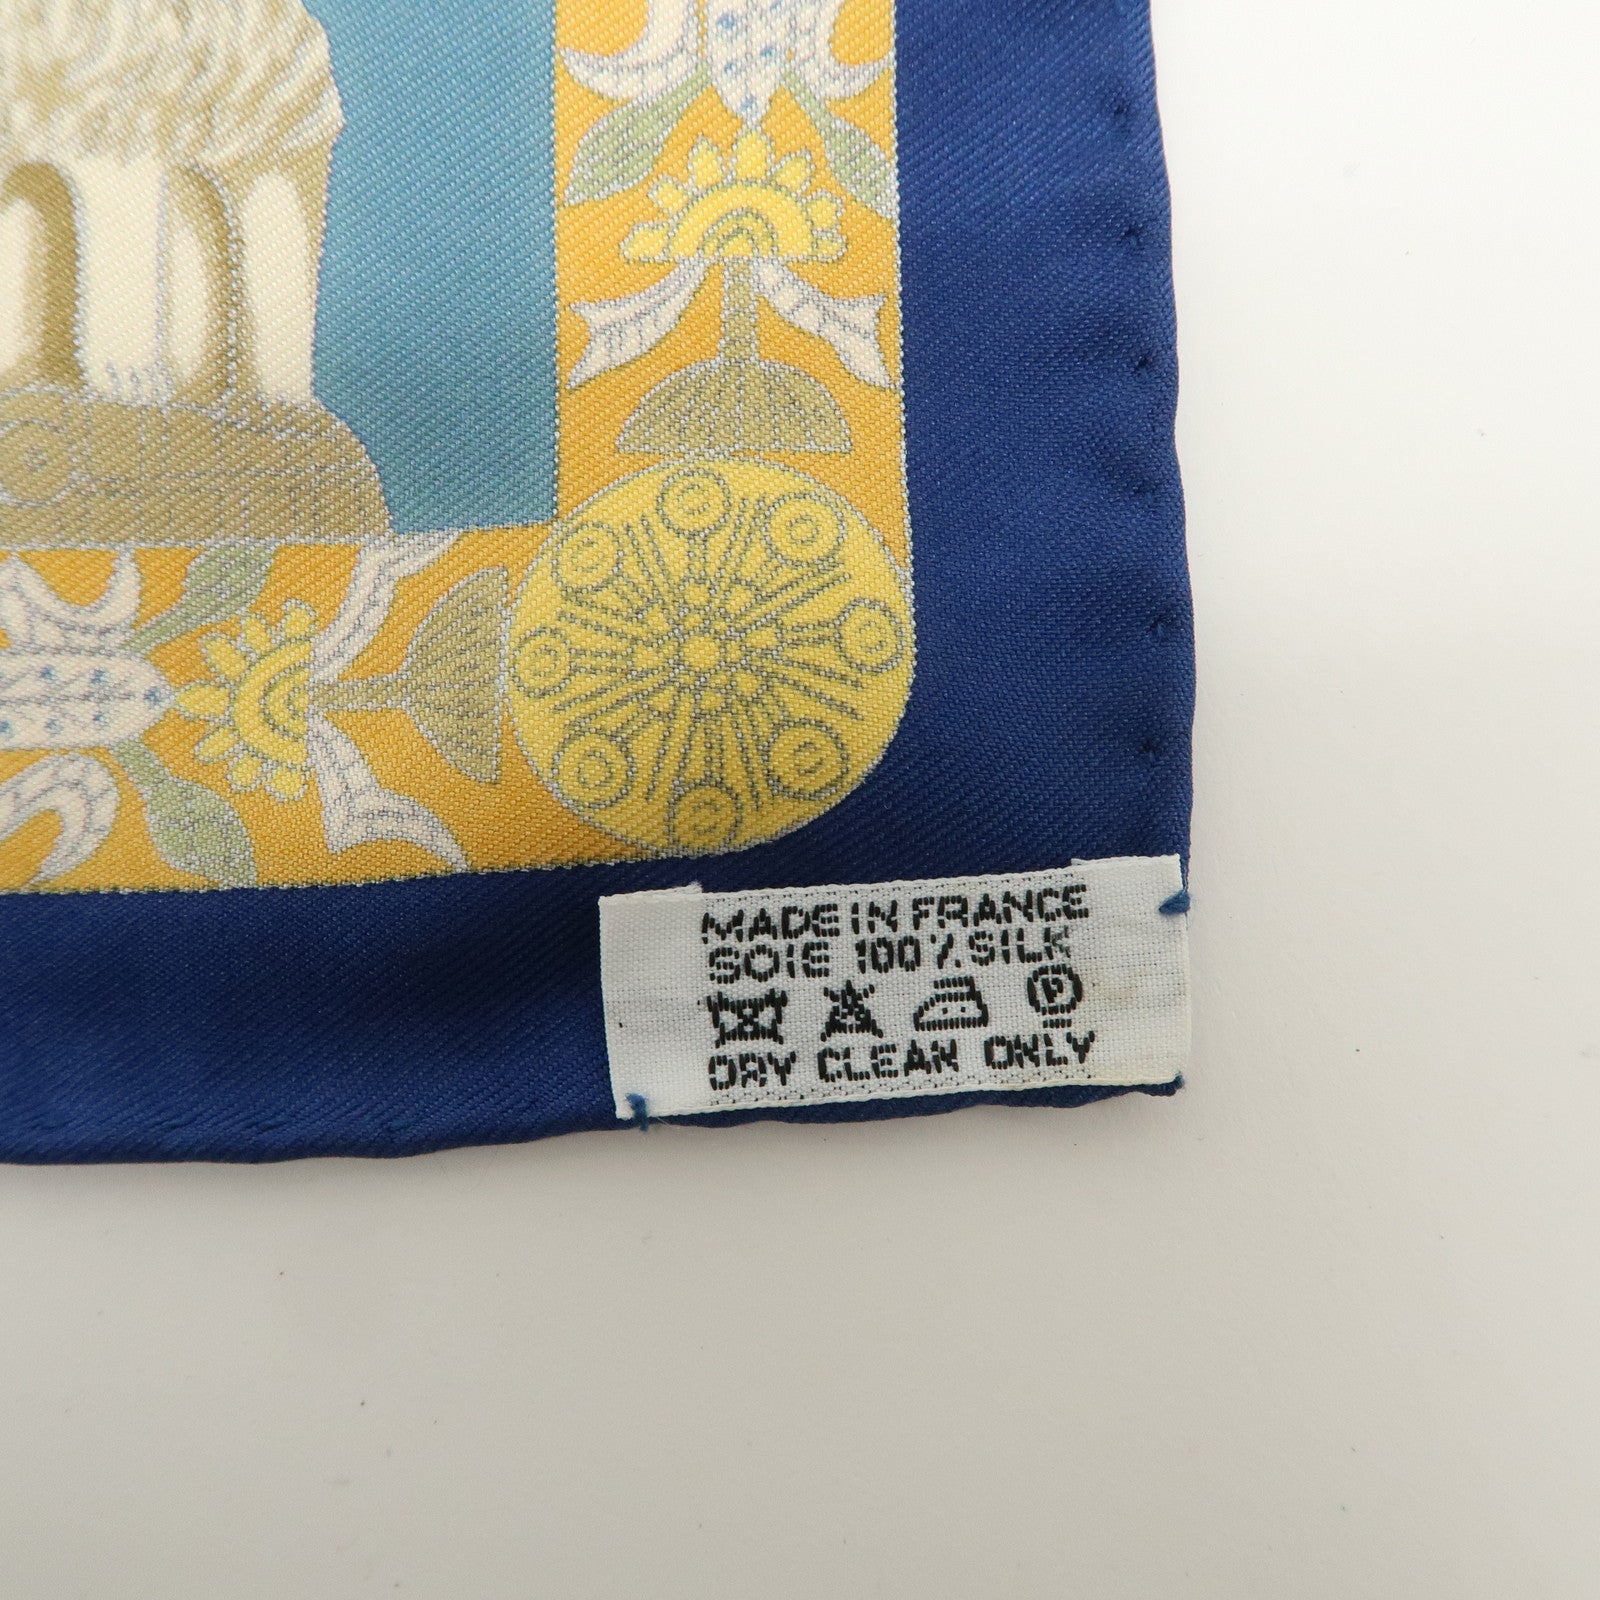 MADE IN FRANCE
SOIE 100% SILK
P
DRY CLEAN ONLY